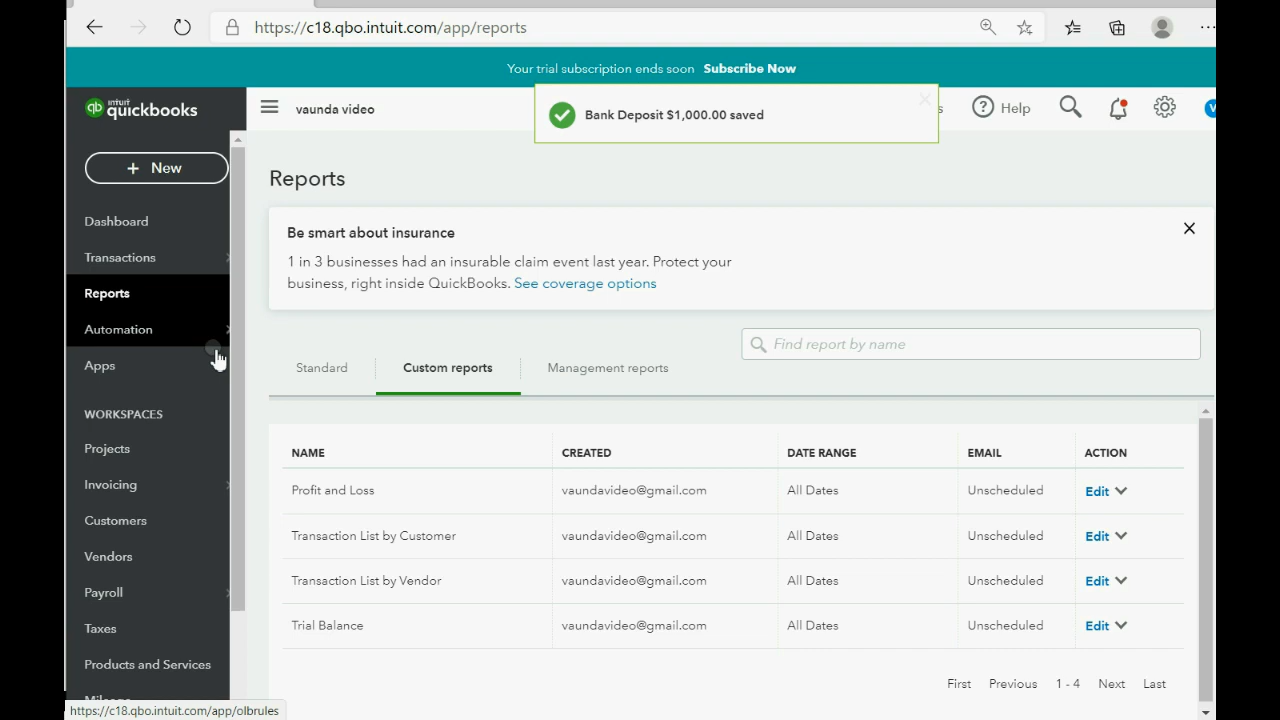 https://c18.qbo.intuit.com/app/reports
Your trial subscription ends soon Subscribe Now
intuit quickbooks
vaunda video
Bank Deposit $1,000.00 saved
Help
+ New
Reports
Be smart about insurance
1 in 3 businesses had an insurable claim event last year. Protect your
business, right inside QuickBooks. See coverage options
Dashboard
Transactions
Reports
Automation
Apps
WORKSPACES
Projects
Invoicing
Customers
Vendors
Payroll
Taxes
Products and Services
Mileage
Find report by name
Standard Custom reports Management reports
NAME CREATED DATE RANGE EMAIL ACTION
Profit and Loss vaundavideo@gmail.com All Dates Unscheduled Edit
Transaction List by Customer vaundavideo@gmail.com All Dates Unscheduled Edit
Transaction List by Vendor vaundavideo@gmail.com All Dates Unscheduled Edit
Trial Balance vaundavideo@gmail.com All Dates Unscheduled Edit
First Previous 1 - 4 Next Last
https://c18.qbo.intuit.com/app/olbrules